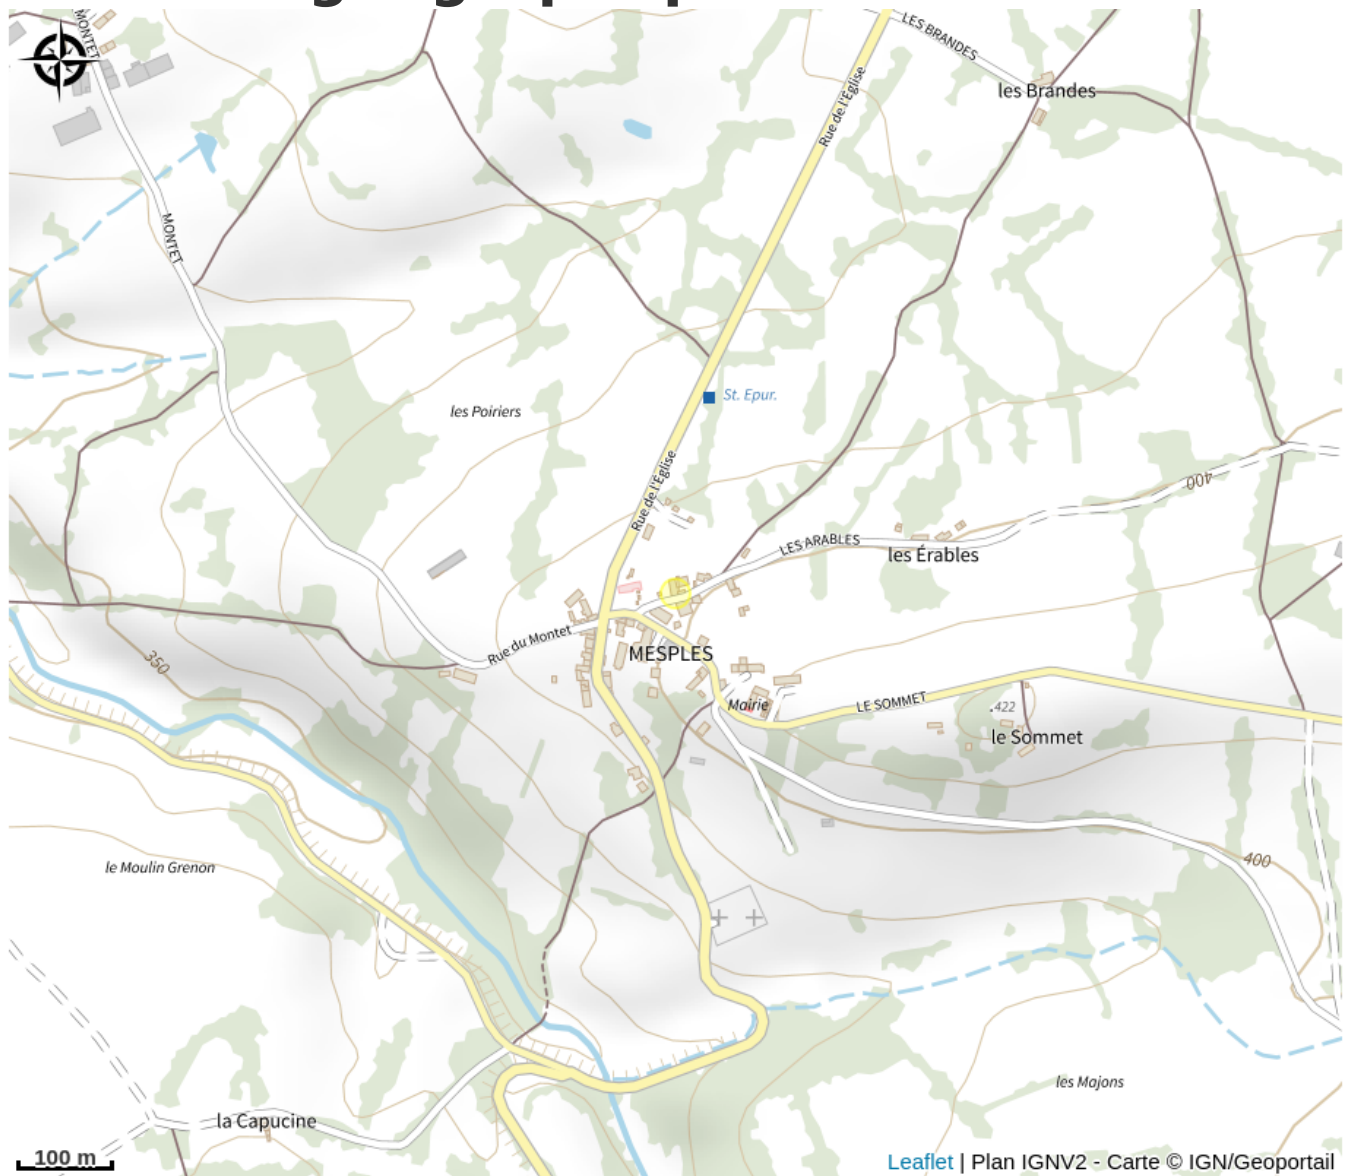 MONTET
LES BRANDES
les Brandes
Rue de l'Église
MONTET
St. Epur.
les Poiriers
Rue de l'Église
400
LES ARABLES
les Érables
Rue du Montet
MESPLES
350
Mairie
LE SOMMET
.422
le Sommet
le Moulin Grenon
400
les Majons
la Capucine
100 m
Leaflet | Plan IGNV2 - Carte © IGN/Geoportail